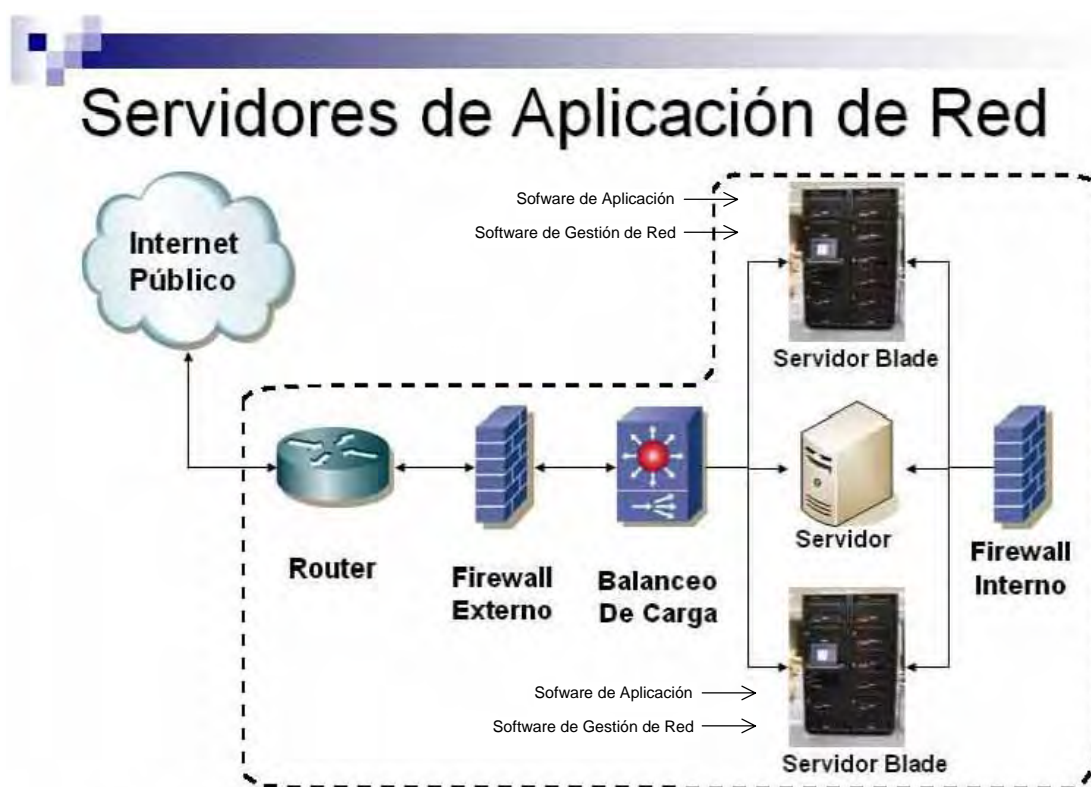 Servidores de Aplicación de Red
Sofware de Aplicación
Software de Gestión de Red
Internet
Público
Servidor Blade
Router
Firewall
Externo
Balanceo
De Carga
Servidor
Firewall
Interno
Sofware de Aplicación
Software de Gestión de Red
Servidor Blade